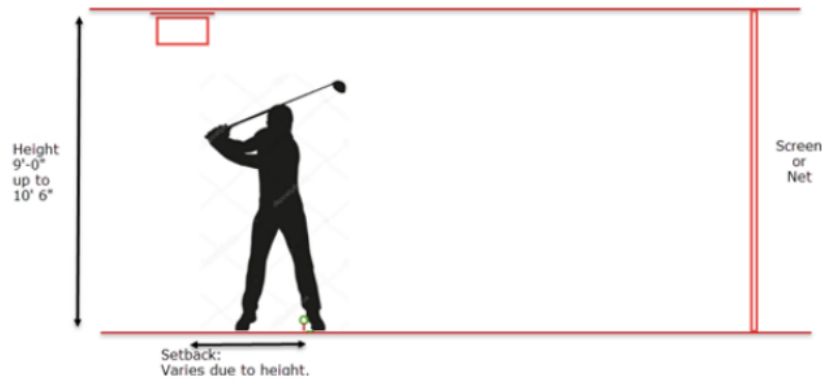 Height
9'-0"
up to
10' 6"
Screen
or
Net
Setback:
Varies due to height.